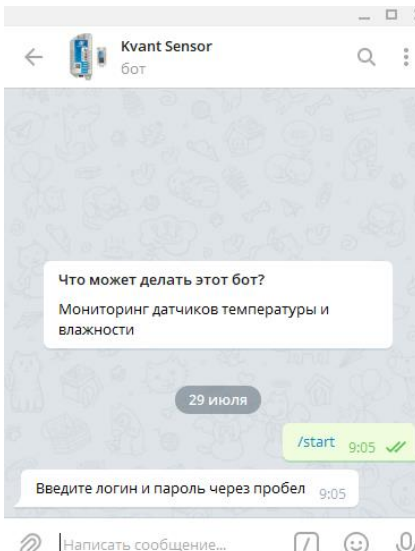 Kvant Sensor
бот
Что может делать этот бот?
Мониторинг датчиков температуры и
влажности
29 июля
/start 9:05
Введите логин и пароль через пробел 9:05
Написать сообщение...